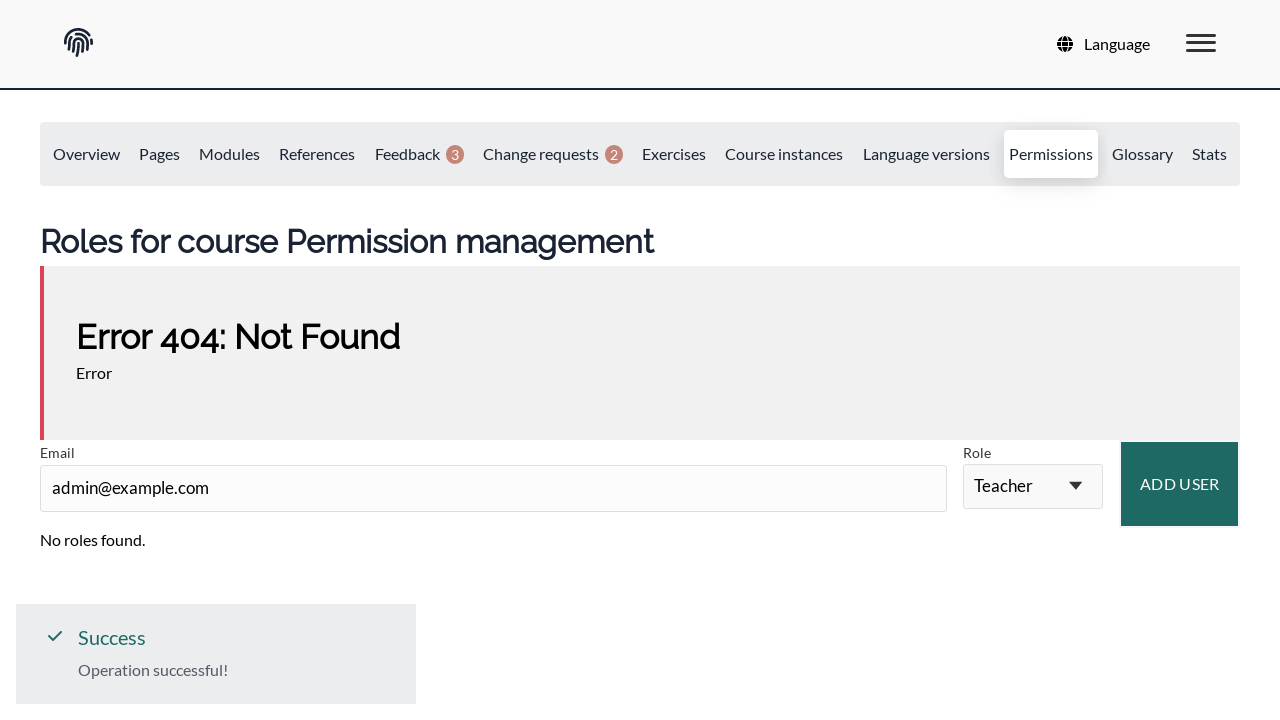 Language
Overview Pages Modules References Feedback 3 Change requests 2 Exercises Course instances Language versions Permissions Glossary Stats
Roles for course Permission management
Error 404: Not Found
Error
Email
Role
admin@example.com
Teacher
ADD USER
No roles found.
Success
Operation successful!